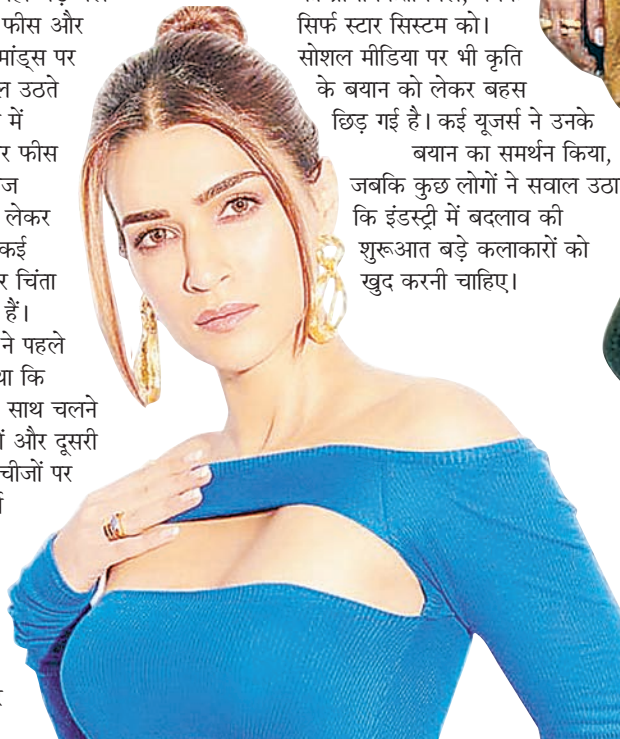 फीस और
मांड्स पर
उठते
में
फीस
लेकर
कई
चिंता
हैं।
ने पहले
था कि
साथ चलने
और दूसरी
चीजों पर
सिर्फ स्टार सिस्टम को।
सोशल मीडिया पर भी कृति
के बयान को लेकर बहस
छिड़ गई है। कई यूजर्स ने उनके
बयान का समर्थन किया,
जबकि कुछ लोगों ने सवाल उठा
कि इंडस्ट्री में बदलाव की
शुरूआत बड़े कलाकारों को
खुद करनी चाहिए।